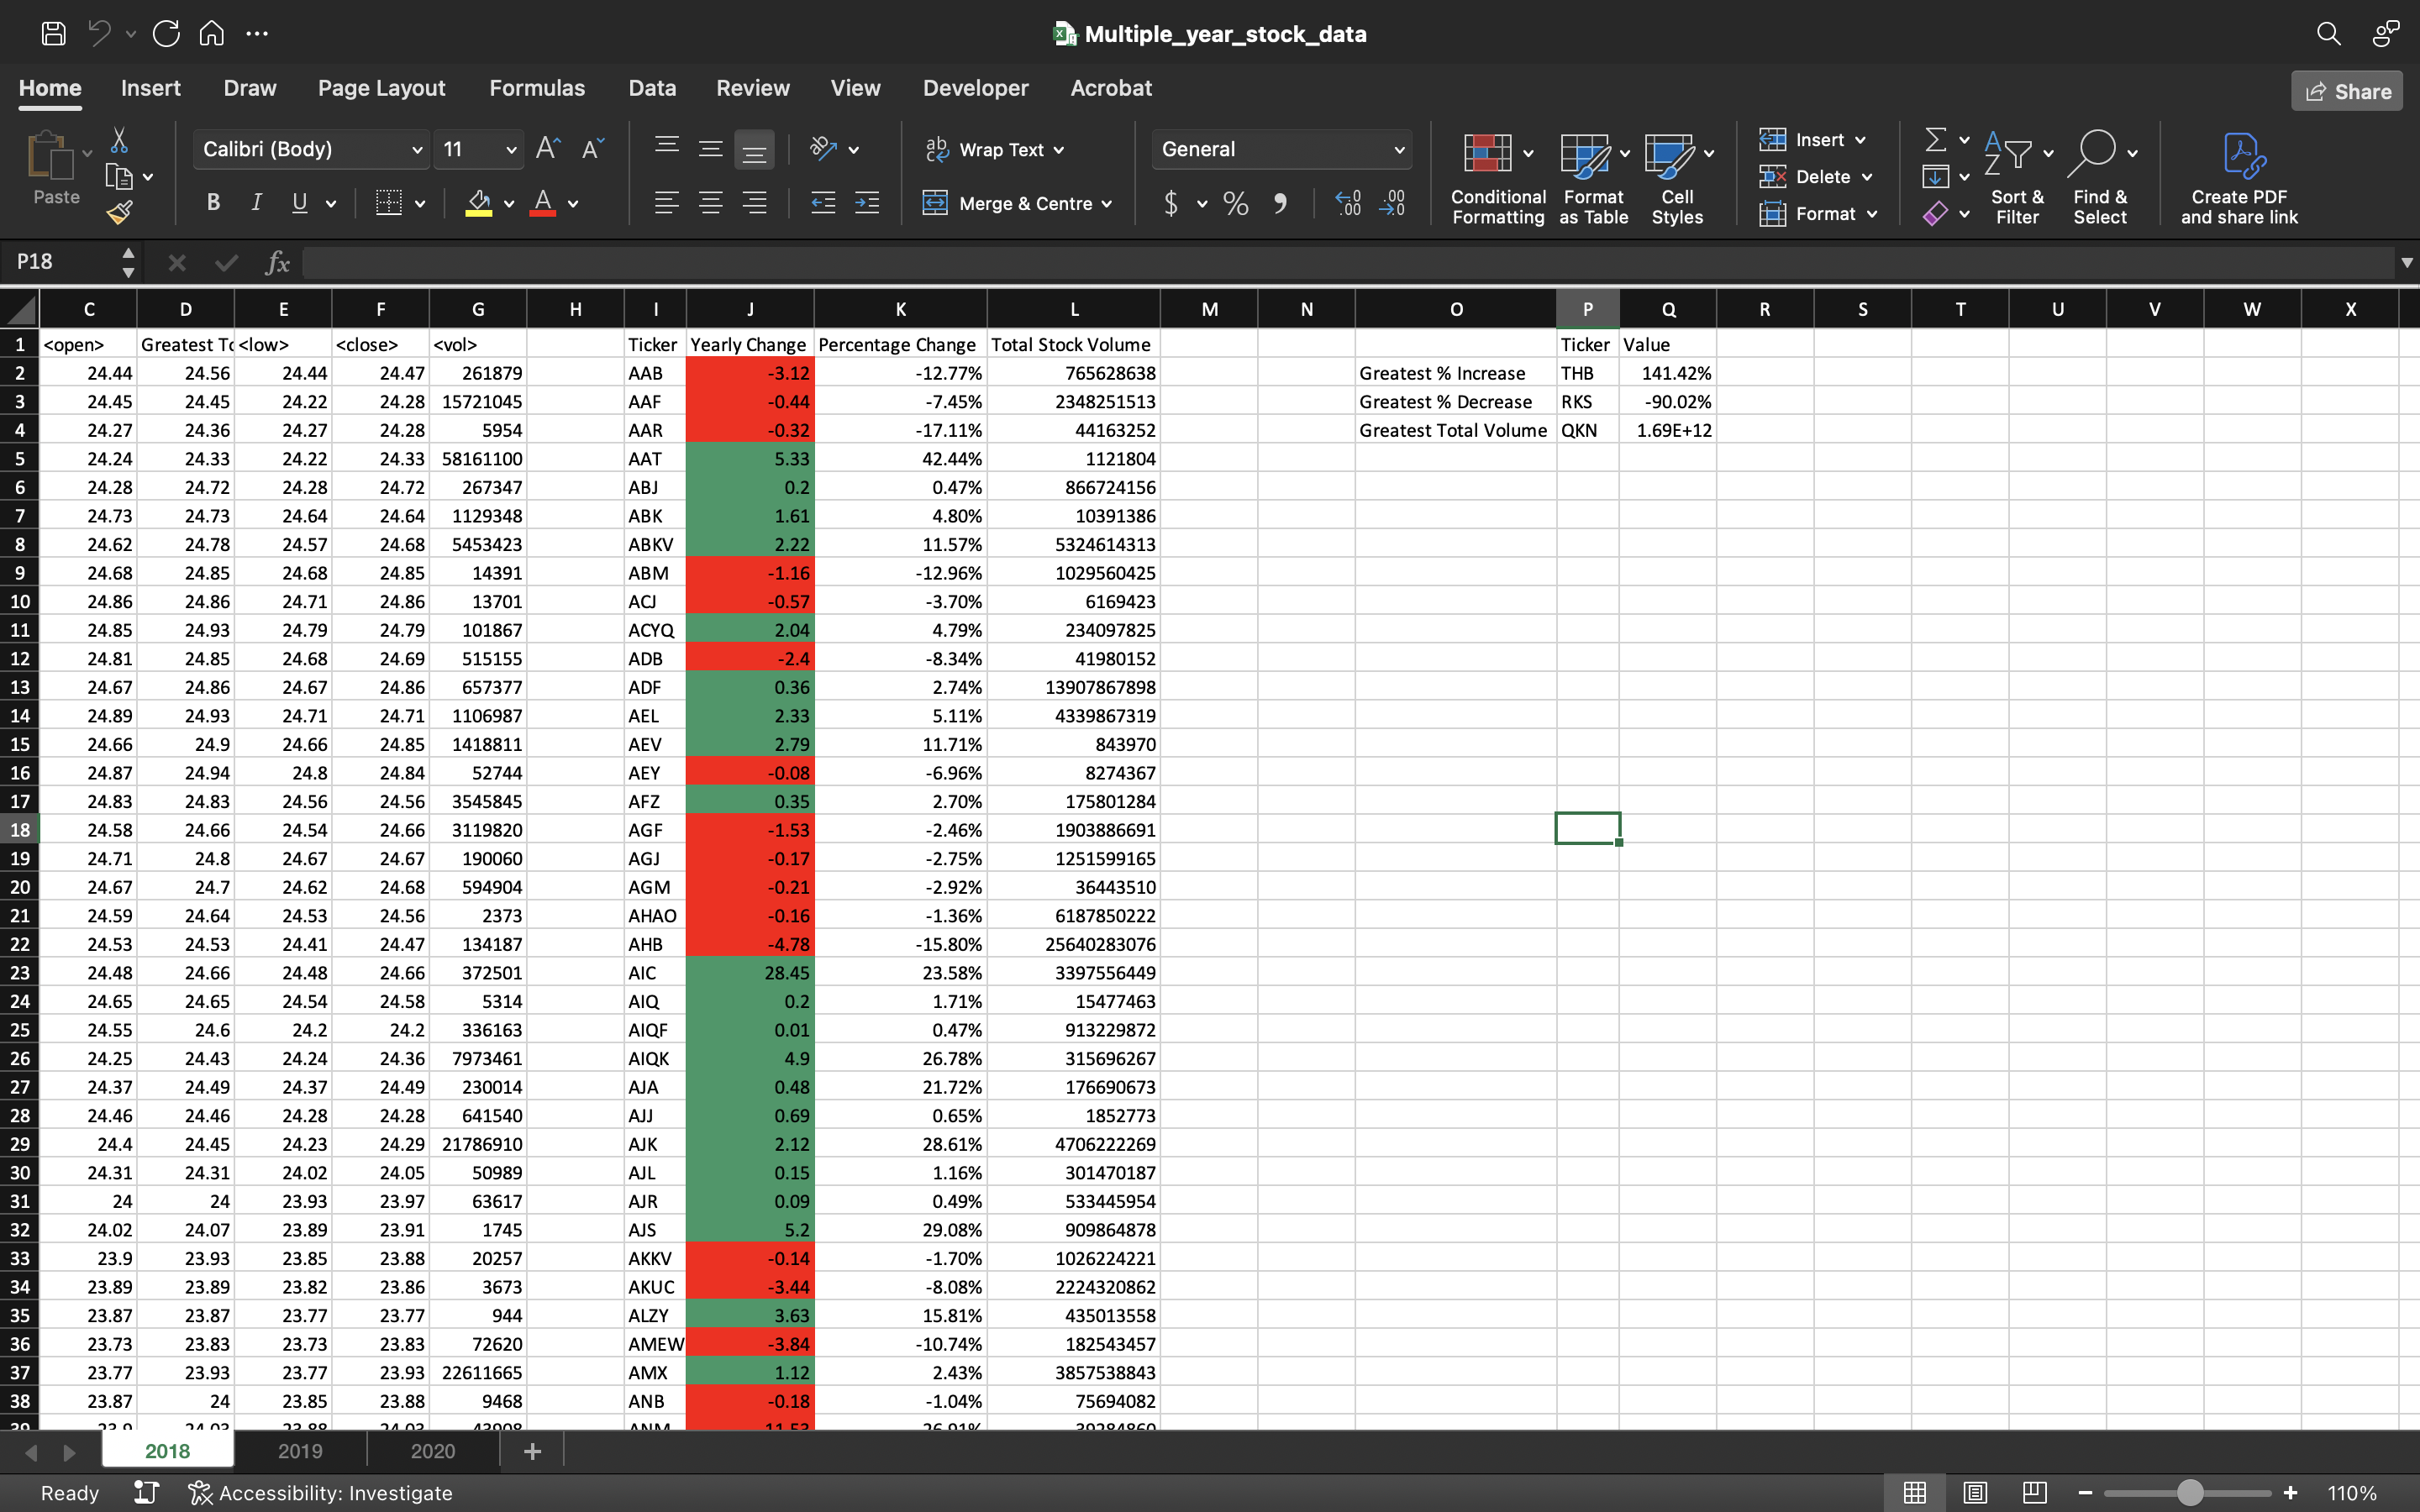 Multiple_year_stock_data
Home Insert Draw Page Layout Formulas Data Review View Developer Acrobat Share
Paste Calibri (Body) 11 Wrap Text General Insert
B I U Merge & Centre $ % Delete
Conditional Formatting Format as Table Cell Styles Format Sort & Filter Find & Select Create PDF and share link
P18 fx
C D E F G H I J K L M N O P Q R S T U V W X
1 <open> Greatest To <low> <close> <vol> Ticker Yearly Change Percentage Change Total Stock Volume Ticker Value
2 24.44 24.56 24.44 24.47 261879 AAB -3.12 -12.77% 765628638 Greatest % Increase THB 141.42%
3 24.45 24.45 24.22 24.28 15721045 AAF -0.44 -7.45% 2348251513 Greatest % Decrease RKS -90.02%
4 24.27 24.36 24.27 24.28 5954 AAR -0.32 -17.11% 44163252 Greatest Total Volume QKN 1.69E+12
5 24.24 24.33 24.22 24.33 58161100 AAT 5.33 42.44% 1121804
6 24.28 24.72 24.28 24.72 267347 ABJ 0.2 0.47% 866724156
7 24.73 24.73 24.64 24.64 1129348 ABK 1.61 4.80% 10391386
8 24.62 24.78 24.57 24.68 5453423 ABKV 2.22 11.57% 5324614313
9 24.68 24.85 24.68 24.85 14391 ABM -1.16 -12.96% 1029560425
10 24.86 24.86 24.71 24.86 13701 ACJ -0.57 -3.70% 6169423
11 24.85 24.93 24.79 24.79 101867 ACYQ 2.04 4.79% 234097825
12 24.81 24.85 24.68 24.69 515155 ADB -2.4 -8.34% 41980152
13 24.67 24.86 24.67 24.86 657377 ADF 0.36 2.74% 13907867898
14 24.89 24.93 24.71 24.71 1106987 AEL 2.33 5.11% 4339867319
15 24.66 24.9 24.66 24.85 1418811 AEV 2.79 11.71% 843970
16 24.87 24.94 24.8 24.84 52744 AEY -0.08 -6.96% 8274367
17 24.83 24.83 24.56 24.56 3545845 AFZ 0.35 2.70% 175801284
18 24.58 24.66 24.54 24.66 3119820 AGF -1.53 -2.46% 1903886691
19 24.71 24.8 24.67 24.67 190060 AGJ -0.17 -2.75% 1251599165
20 24.67 24.7 24.62 24.68 594904 AGM -0.21 -2.92% 36443510
21 24.59 24.64 24.53 24.56 2373 AHAO -0.16 -1.36% 6187850222
22 24.53 24.53 24.41 24.47 134187 AHB -4.78 -15.80% 25640283076
23 24.48 24.66 24.48 24.66 372501 AIC 28.45 23.58% 3397556449
24 24.65 24.65 24.54 24.58 5314 AIQ 0.2 1.71% 15477463
25 24.55 24.6 24.2 24.2 336163 AIQF 0.01 0.47% 913229872
26 24.25 24.43 24.24 24.36 7973461 AIQK 4.9 26.78% 315696267
27 24.37 24.49 24.37 24.49 230014 AJA 0.48 21.72% 176690673
28 24.46 24.46 24.28 24.28 641540 AJJ 0.69 0.65% 1852773
29 24.4 24.45 24.23 24.29 21786910 AJK 2.12 28.61% 4706222269
30 24.31 24.31 24.02 24.05 50989 AJL 0.15 1.16% 301470187
31 24 24 23.93 23.97 63617 AJR 0.09 0.49% 533445954
32 24.02 24.07 23.89 23.91 1745 AJS 5.2 29.08% 909864878
33 23.9 23.93 23.85 23.88 20257 AKKV -0.14 -1.70% 1026224221
34 23.89 23.89 23.82 23.86 3673 AKUC -3.44 -8.08% 2224320862
35 23.87 23.87 23.77 23.77 944 ALZY 3.63 15.81% 435013558
36 23.73 23.83 23.73 23.83 72620 AMEW -3.84 -10.74% 182543457
37 23.77 23.93 23.77 23.93 22611665 AMX 1.12 2.43% 3857538843
38 23.87 24 23.85 23.88 9468 ANB -0.18 -1.04% 75694082
2018 2019 2020
Ready Accessibility: Investigate 110%